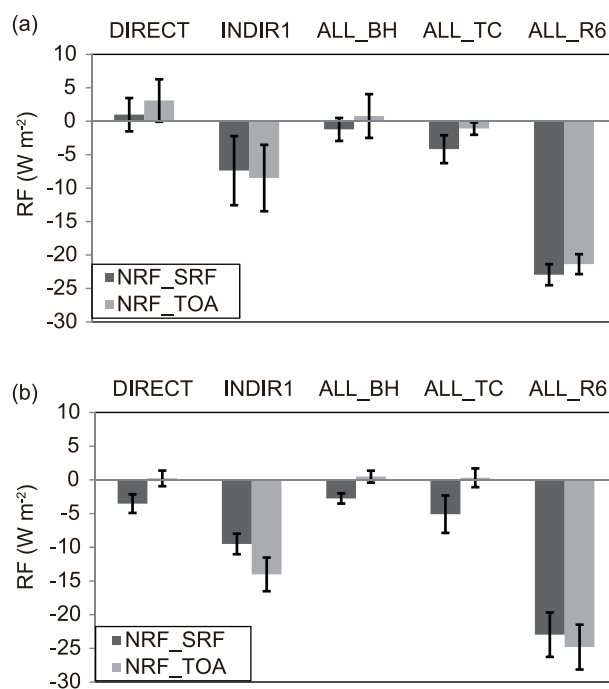 (a)
DIRECT INDIR1 ALL_BH ALL_TC ALL_R6
10
5
0
-5
-10
-15
-20
-25
-30
RF (W m-2)
NRF_SRF
NRF_TOA
(b)
DIRECT INDIR1 ALL_BH ALL_TC ALL_R6
10
5
0
-5
-10
-15
-20
-25
-30
RF (W m-2)
NRF_SRF
NRF_TOA